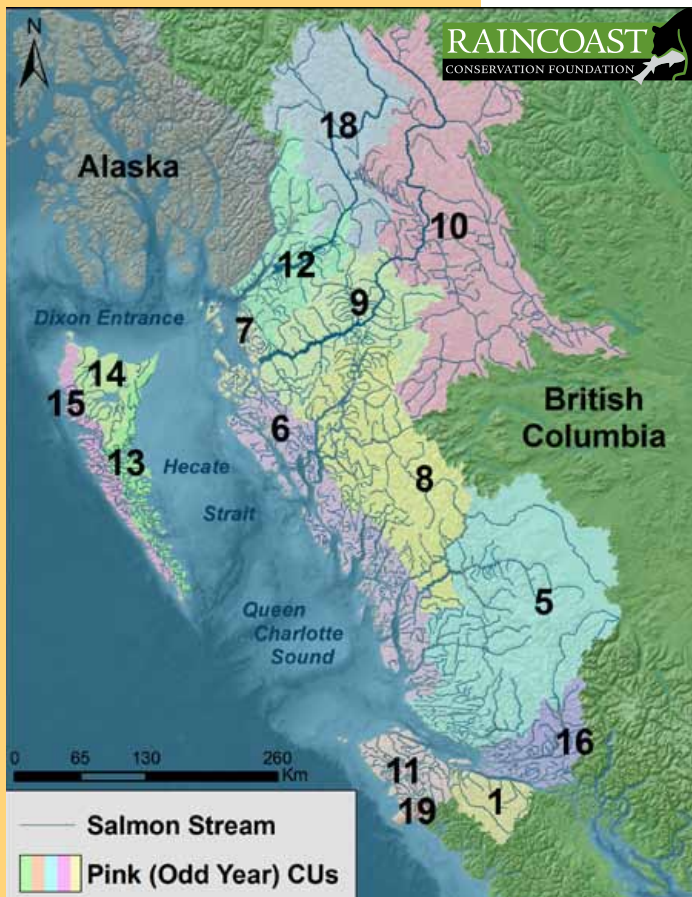 N
RAINCOAST
CONSERVATION FOUNDATION
18
Alaska
10
12
9
Dixon Entrance
7
14
15
British
Columbia
6
13
Hecate
8
Strait
5
Queen
Charlotte
Sound
16
0 65 130 260
Km
11
1
19
Salmon Stream
Pink (Odd Year) CUs